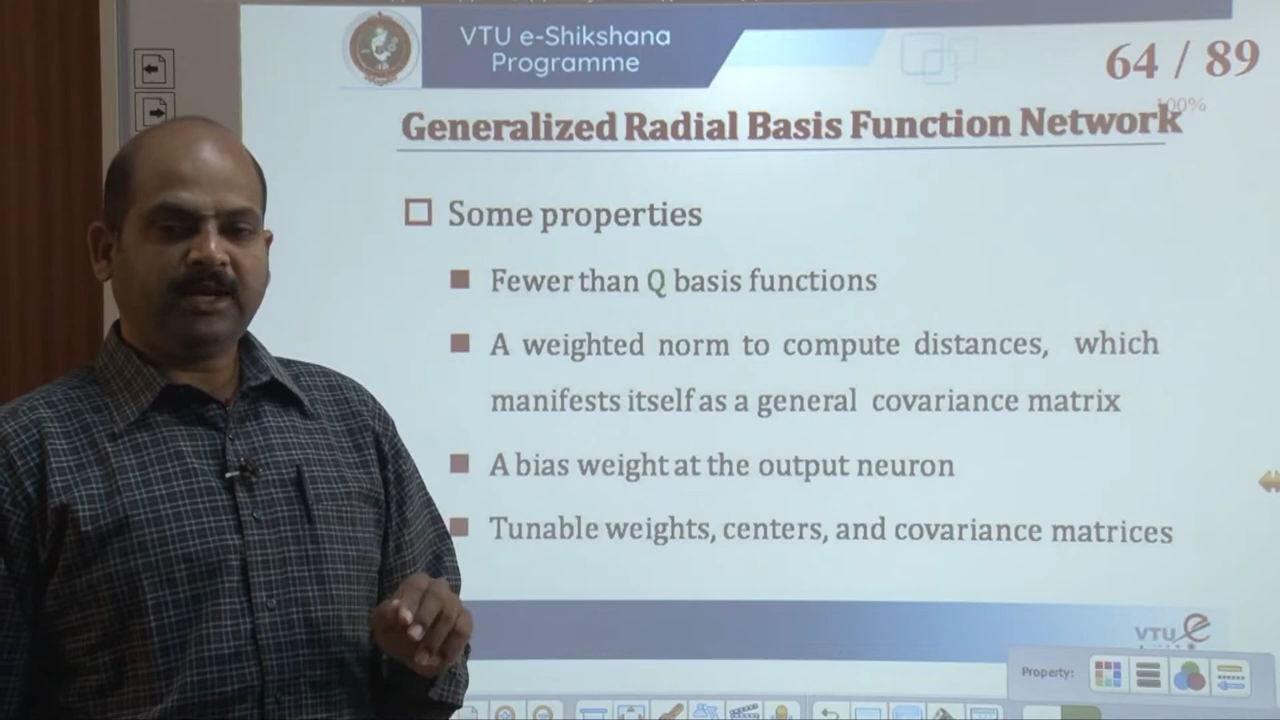 VTU e-Shikshana
Programme
64 / 89
100%
Generalized Radial Basis Function Network
Some properties
Fewer than Q basis functions
A weighted norm to compute distances, which
manifests itself as a general covariance matrix
A bias weight at the output neuron
Tunable weights, centers, and covariance matrices
VTU e
Property: